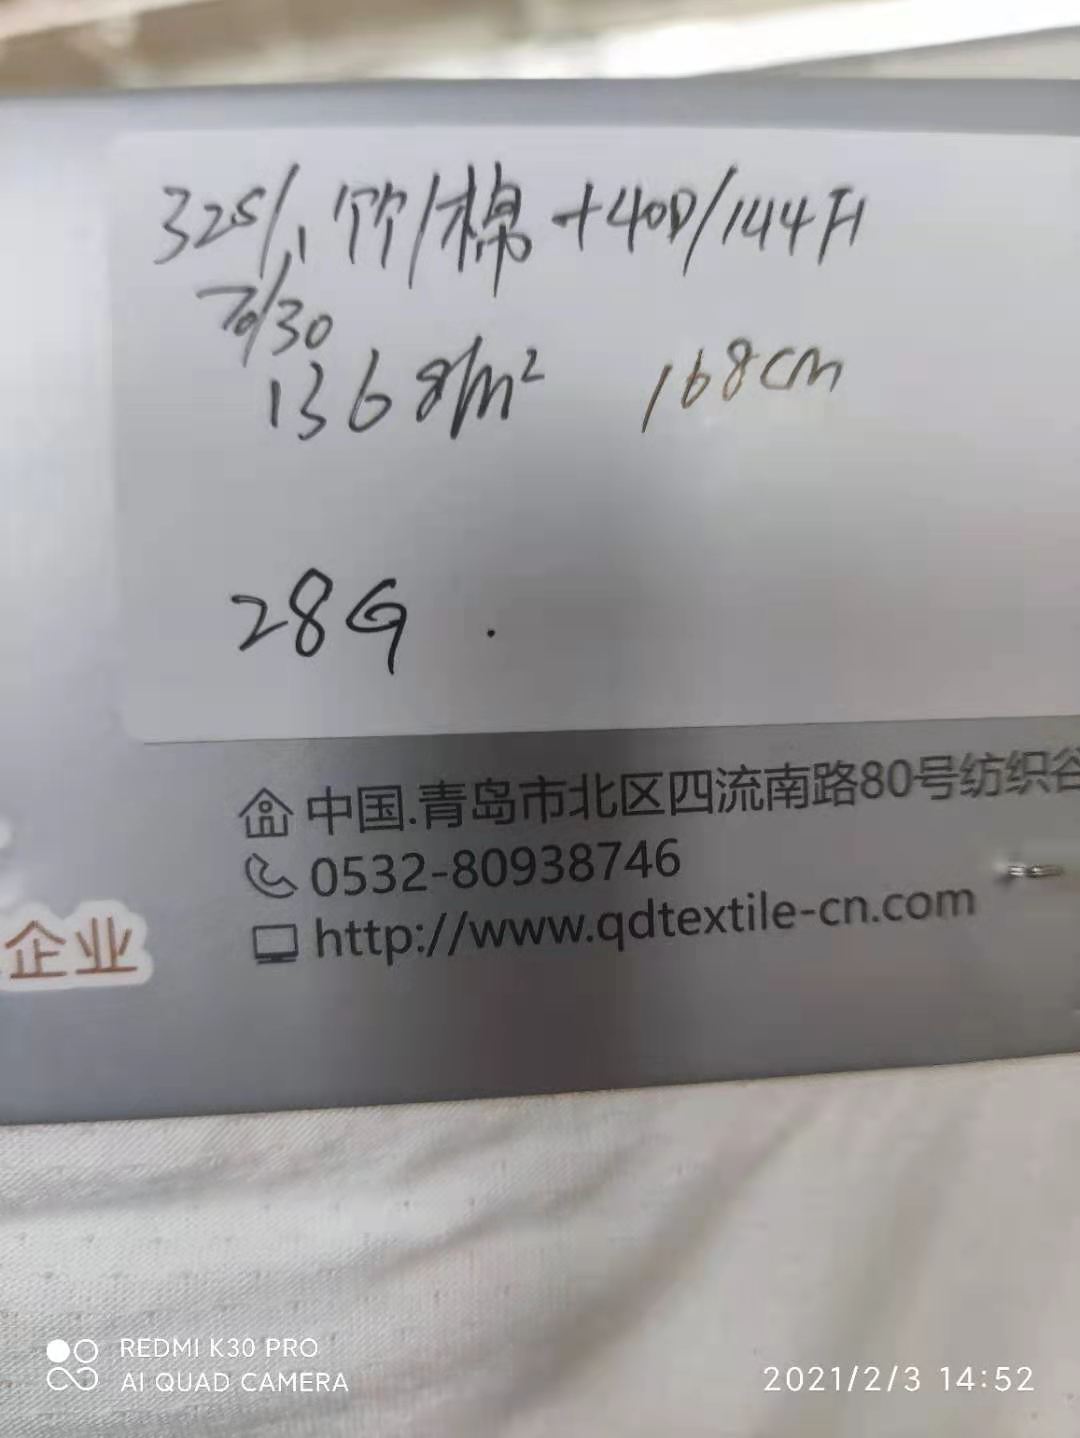 32S/1 竹/棉 +40D/144F
70/30
136g/m² 168cm
28G.
中国.青岛市北区四流南路80号纺织谷
0532-80938746
http://www.qdtextile-cn.com
企业
REDMI K30 PRO
AI QUAD CAMERA
2021/2/3 14:52